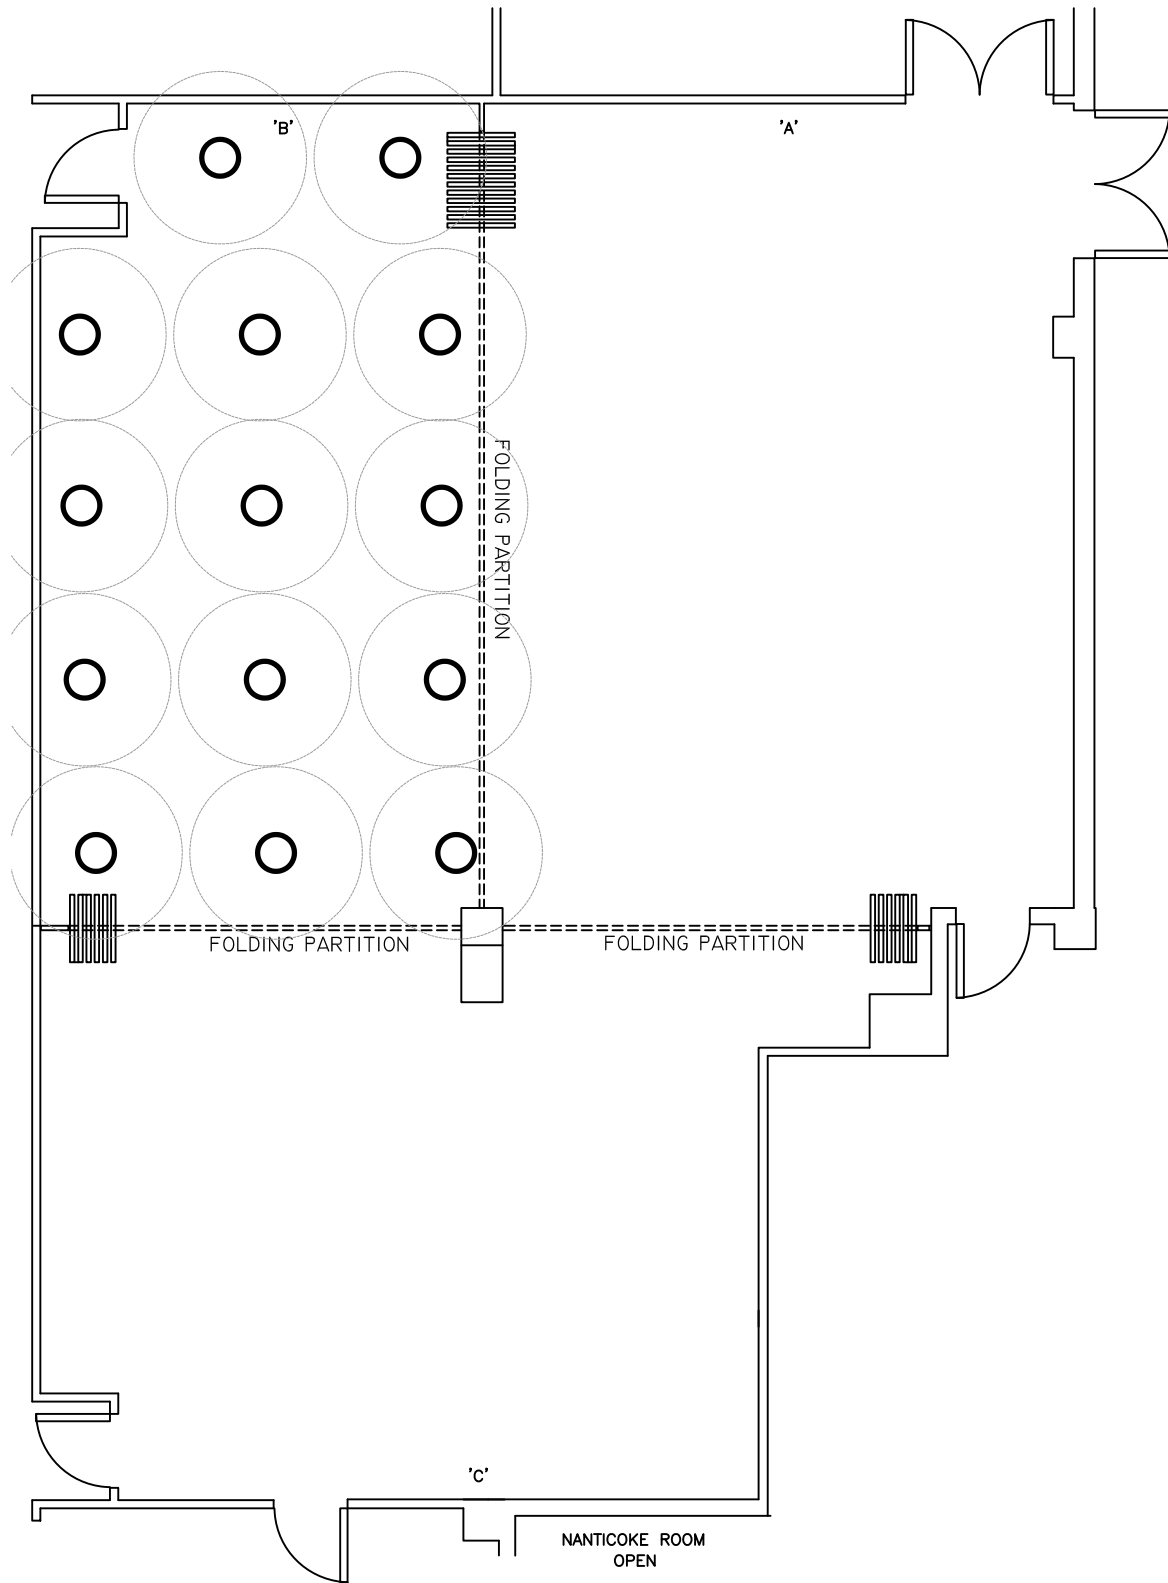 'B'
'A'
FOLDING PARTITION
FOLDING PARTITION
FOLDING PARTITION
'C'
NANTICOKE ROOM
OPEN